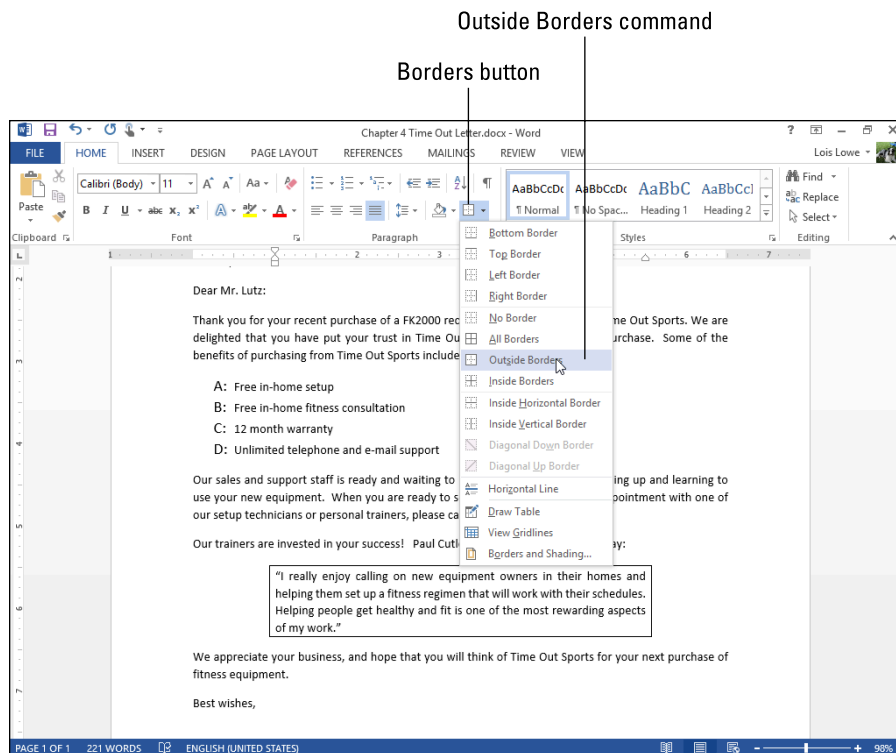 Outside Borders command
Borders button
Chapter 4 Time Out Letter.docx - Word
FILE HOME INSERT DESIGN PAGE LAYOUT REFERENCES MAILINGS REVIEW VIEW Lois Lowe
Paste
Calibri (Body) 11
B I U abc X₂ X²
AaBbCcDc AaBbCcDc AaBbC AaBbCcI
¶ Normal ¶ No Spac... Heading 1 Heading 2
Find
Replace
Select
Clipboard Font Paragraph Styles Editing
1 1 2 3 6 7
Bottom Border
Top Border
Left Border
Right Border
No Border
All Borders
Outside Borders
Inside Borders
Inside Horizontal Border
Inside Vertical Border
Diagonal Down Border
Diagonal Up Border
Horizontal Line
Draw Table
View Gridlines
Borders and Shading...
Dear Mr. Lutz:
Thank you for your recent purchase of a FK2000 Time Out Sports. We are
delighted that you have put your trust in Time Some of the
benefits of purchasing from Time Out Sports
A: Free in-home setup
B: Free in-home fitness consultation
C: 12 month warranty
D: Unlimited telephone and e-mail support
Our sales and support staff is ready and waiting to up and learning to
use your new equipment. When you are ready to with one of
our setup technicians or personal trainers, please
Our trainers are invested in your success! Paul
"I really enjoy calling on new equipment owners in their homes and
helping them set up a fitness regimen that will work with their schedules.
Helping people get healthy and fit is one of the most rewarding aspects
of my work."
We appreciate your business, and hope that you will think of Time Out Sports for your next purchase of
fitness equipment.
Best wishes,
PAGE 1 OF 1 221 WORDS ENGLISH (UNITED STATES) 98%